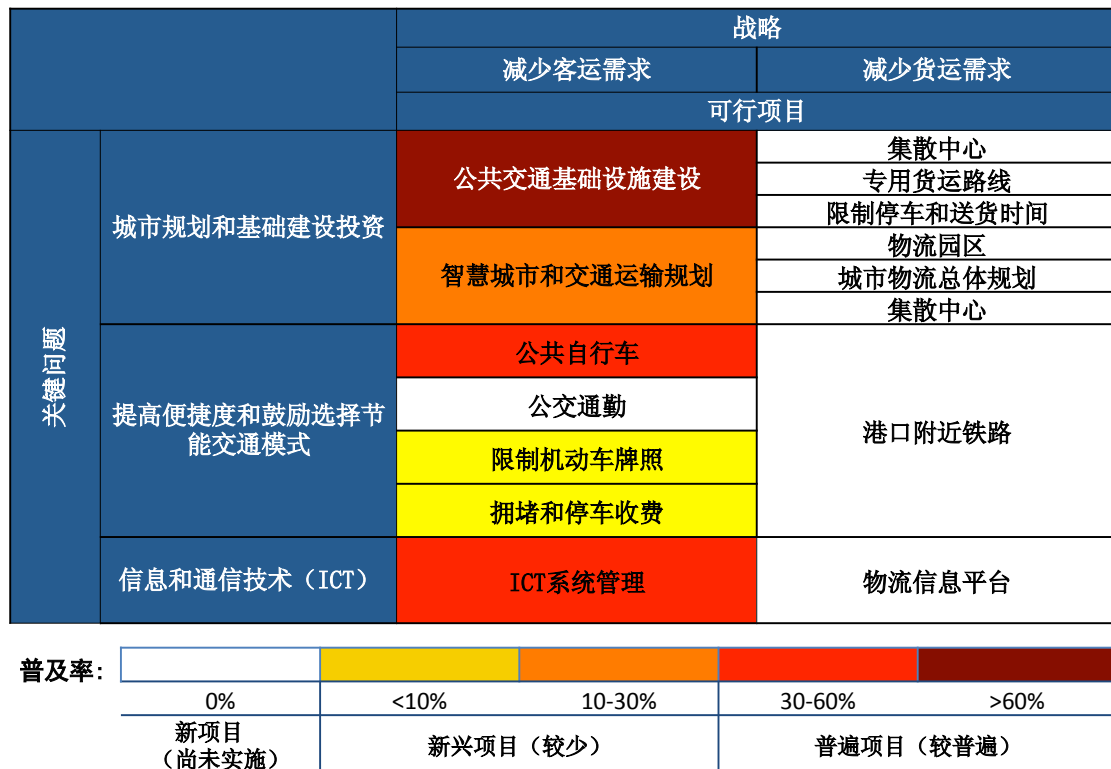 战略
减少客运需求
减少货运需求
可行项目
关键问题
城市规划和基础建设投资
公共交通基础设施建设
集散中心
专用货运路线
限制停车和送货时间
智慧城市和交通运输规划
物流园区
城市物流总体规划
集散中心
提高便捷度和鼓励选择节
能交通模式
公共自行车
公交通勤
限制机动车牌照
拥堵和停车收费
港口附近铁路
信息和通信技术（ICT）
ICT系统管理
物流信息平台
普及率:
0%
<10%
10-30%
30-60%
>60%
新项目
（尚未实施）
新兴项目（较少）
普遍项目（较普遍）